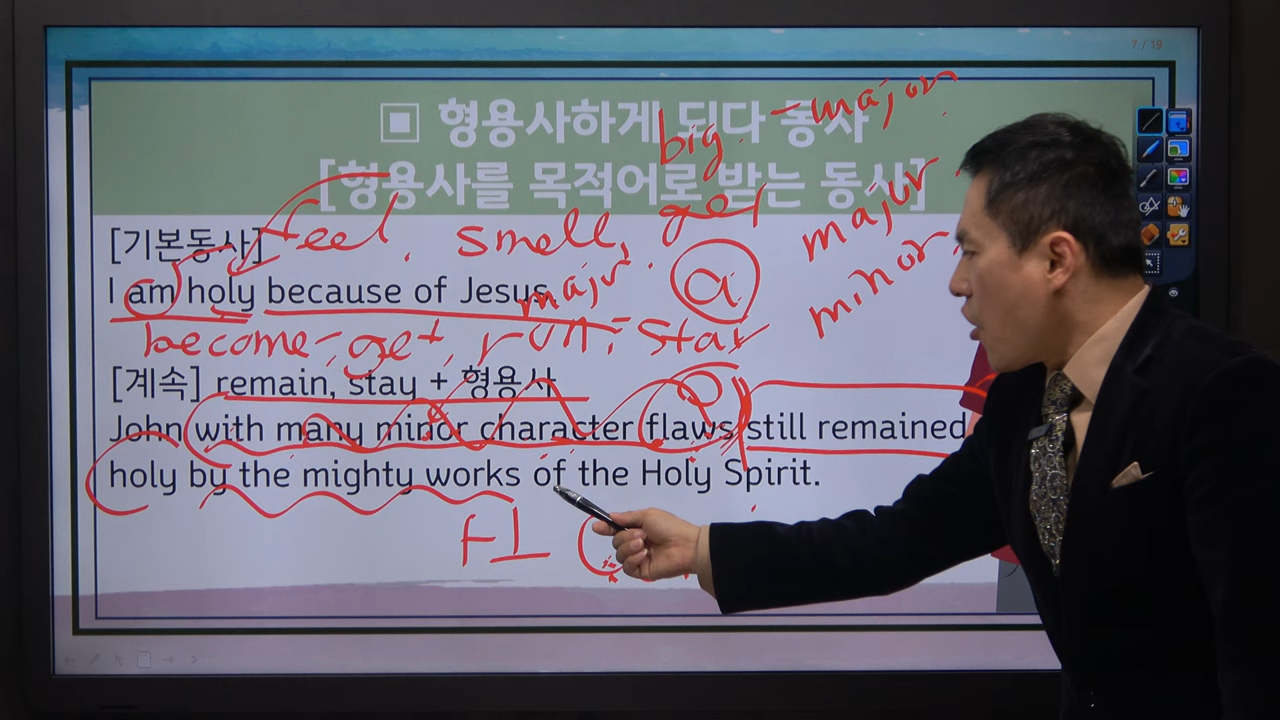 7 / 19
▣ 형용사하게 되다 동사
[형용사를 목적어로 받는 동사]
big - major
major
minor
[기본동사]
feel, smell, get
I am holy because of Jesus.
major
a
become, get, run, stay
[계속] remain, stay + 형용사
John with many minor character flaws still remained
holy by the mighty works of the Holy Spirit.